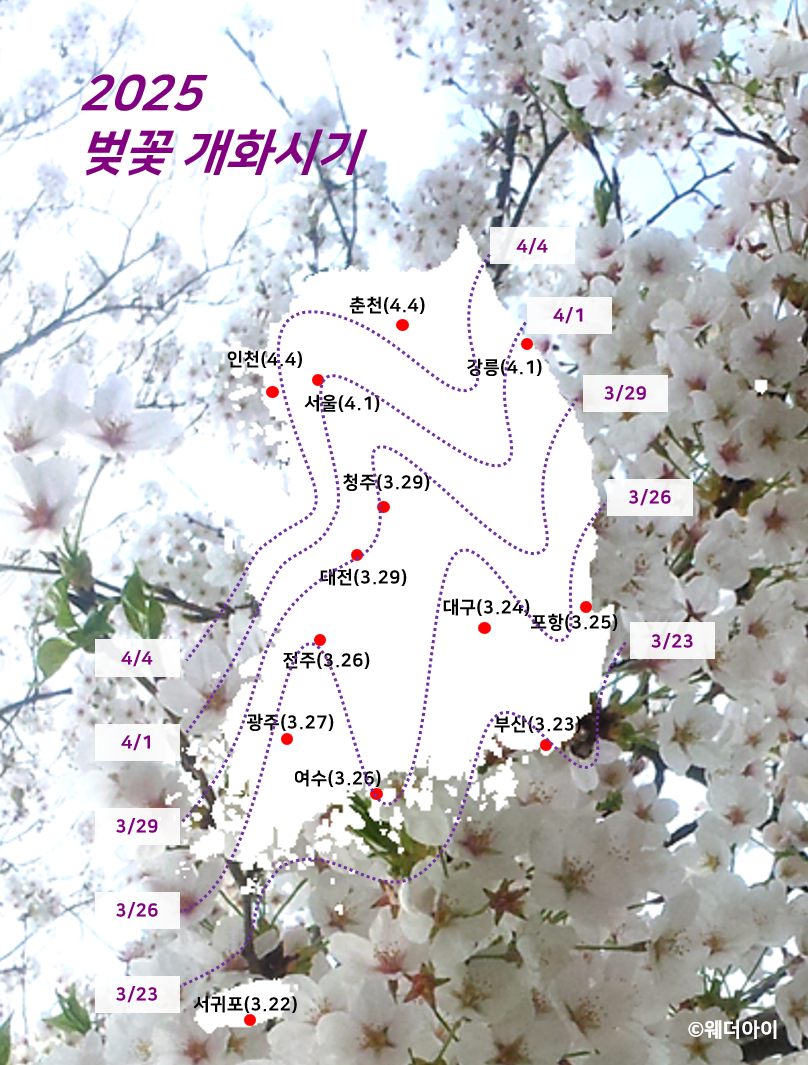 2025
벚꽃 개화시기
4/4
춘천(4.4)
4/1
인천(4.4)
강릉(4.1)
3/29
서울(4.1)
청주(3.29)
3/26
대전(3.29)
대구(3.24)
포항(3.25)
3/23
4/4
전주(3.26)
광주(3.27)
부산(3.23)
4/1
여수(3.26)
3/29
3/26
3/23
서귀포(3.22)
©웨더아이